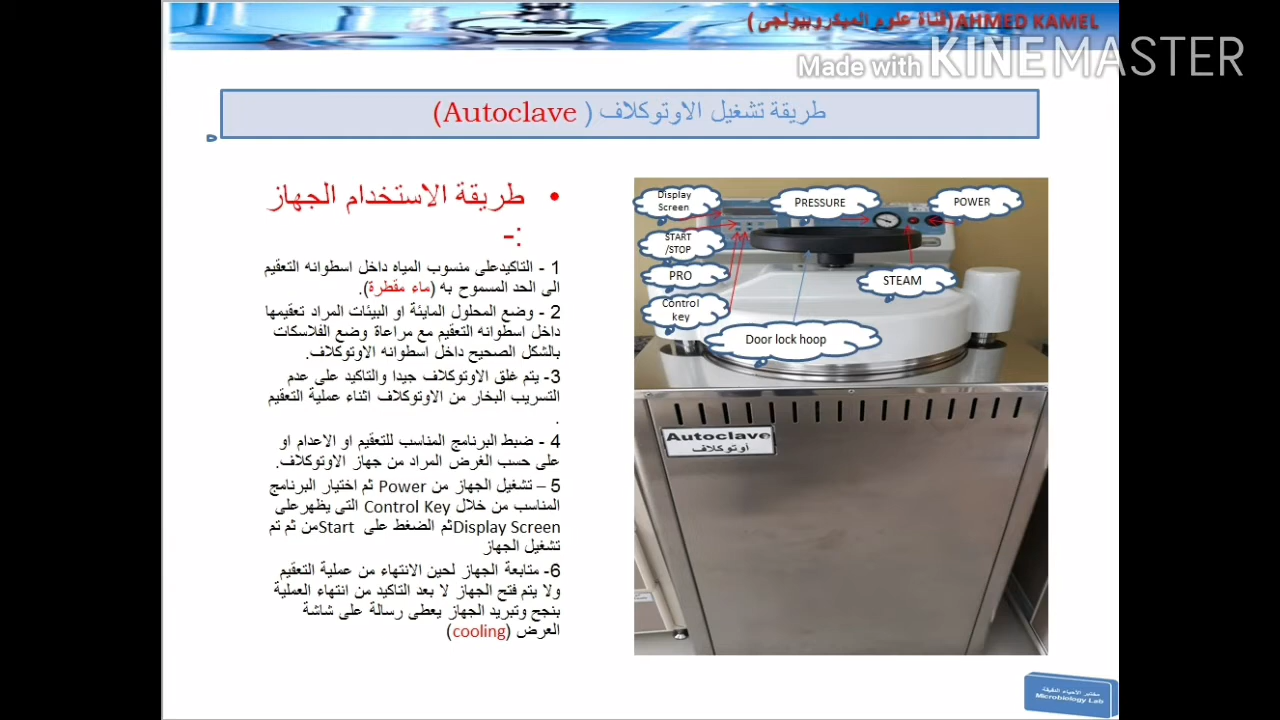 AHMED KAMEL(قناة علوم الميكروبيولجى )
Made with KINEMASTER
طريقة تشغيل الاوتوكلاف ( Autoclave)
• طريقة الاستخدام الجهاز
:-
1 - التاكيدعلى منسوب المياه داخل اسطوانه التعقيم
الى الحد المسموح به (ماء مقطرة).
2 - وضع المحلول المايئة او البيئات المراد تعقيمها
داخل اسطوانه التعقيم مع مراعاة وضع الفلاسكات
بالشكل الصحيح داخل اسطوانه الاوتوكلاف.
3- يتم غلق الاوتوكلاف جيدا والتاكيد على عدم
التسريب البخار من الاوتوكلاف اثناء عملية التعقيم
.
4 - ضبط البرنامج المناسب للتعقيم او الاعدام او
على حسب الغرض المراد من جهاز الاوتوكلاف.
5 – تشغيل الجهاز من Power ثم اختيار البرنامج
المناسب من خلال Control Key التى يظهرعلى
Display Screenثم الضغط على Startمن ثم تم
تشغيل الجهاز
6- متابعة الجهاز لحين الانتهاء من عملية التعقيم
ولا يتم فتح الجهاز لا بعد التاكيد من انتهاء العملية
بنجح وتبريد الجهاز يعطى رسالة على شاشة
العرض (cooling)
Display
Screen
PRESSURE
POWER
START
/STOP
PRO
STEAM
Control
key
Door lock hoop
Autoclave
أوتوكلاف
مختبر الأحياء الدقيقة
Microbiology Lab